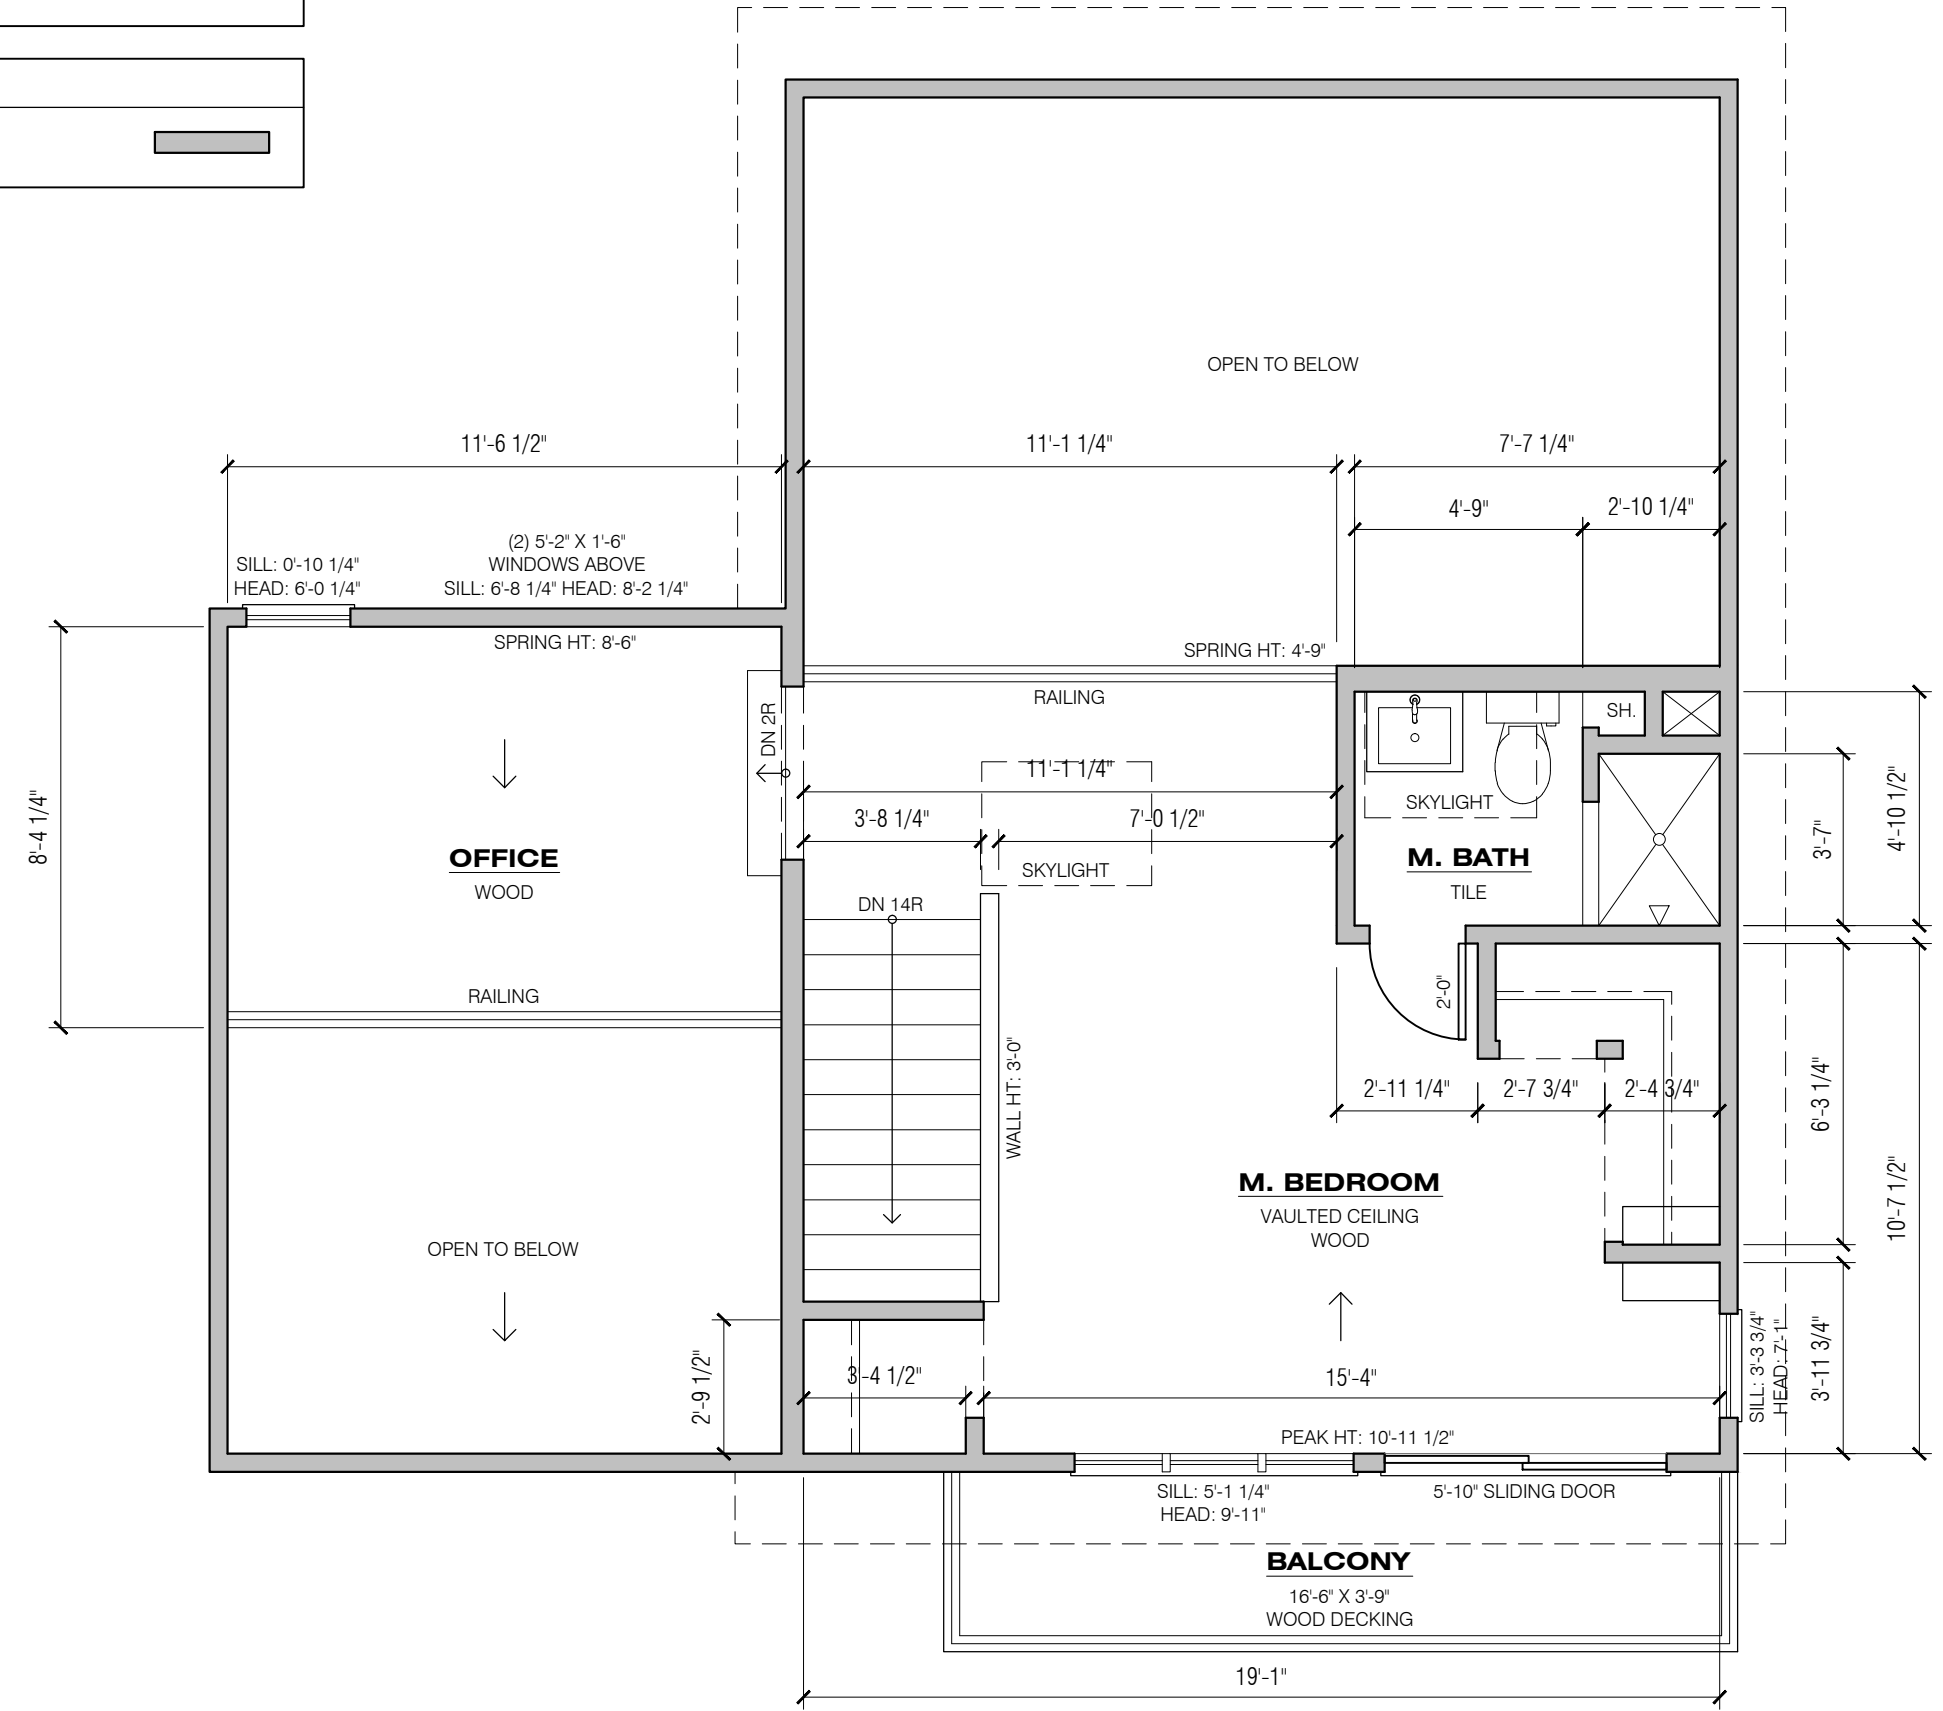 OPEN TO BELOW
11'-6 1/2"
11'-1 1/4"
7'-7 1/4"
4'-9"
2'-10 1/4"
(2) 5'-2" X 1'-6"
WINDOWS ABOVE
SILL: 6'-8 1/4" HEAD: 8'-2 1/4"
SILL: 0'-10 1/4"
HEAD: 6'-0 1/4"
SPRING HT: 8'-6"
SPRING HT: 4'-9"
RAILING
DN 2R
SH.
11'-1 1/4"
3'-8 1/4"
7'-0 1/2"
SKYLIGHT
SKYLIGHT
8'-4 1/4"
OFFICE
WOOD
M. BATH
TILE
3'-7"
4'-10 1/2"
DN 14R
RAILING
2'-0"
WALL HT: 3'-0"
2'-11 1/4"
2'-7 3/4"
2'-4 3/4"
6'-3 1/4"
10'-7 1/2"
M. BEDROOM
VAULTED CEILING
WOOD
OPEN TO BELOW
2'-9 1/2"
3'-4 1/2"
15'-4"
SILL: 3'-3 3/4"
HEAD: 7'-1"
3'-11 3/4"
PEAK HT: 10'-11 1/2"
SILL: 5'-1 1/4"
HEAD: 9'-11"
5'-10" SLIDING DOOR
BALCONY
16'-6" X 3'-9"
WOOD DECKING
19'-1"